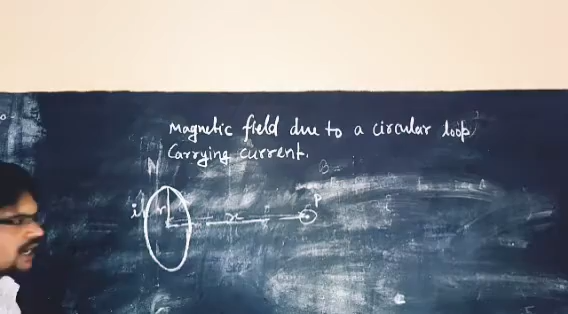 Magnetic field due to a circular loop
Carrying current.
B =
P
i r x